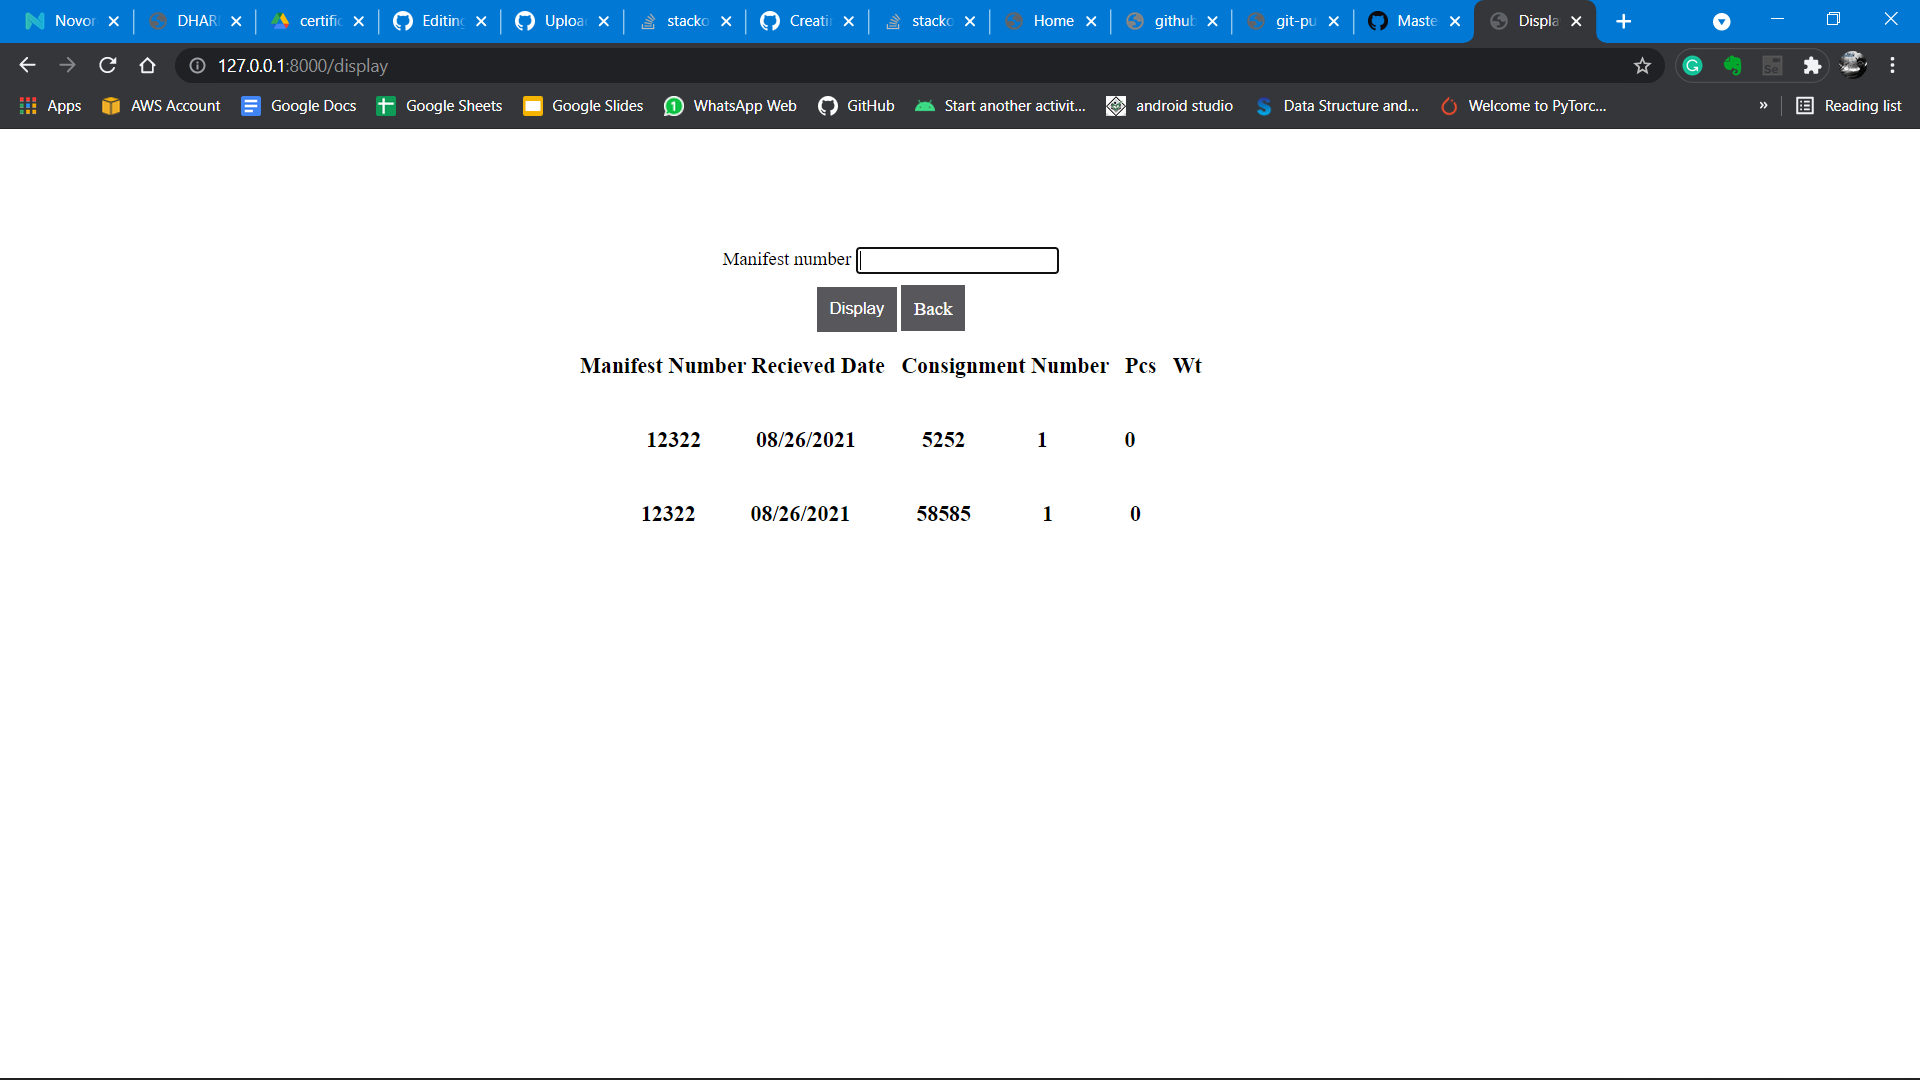 Novor DHAR certific Editing Uploa stacko Creatin stacko Home github git-pu Maste Displa
127.0.0.1:8000/display
Apps AWS Account Google Docs Google Sheets Google Slides WhatsApp Web GitHub Start another activit... android studio Data Structure and... Welcome to PyTorc... » Reading list
Manifest number
Display Back
Manifest Number Recieved Date Consignment Number Pcs Wt
12322 08/26/2021 5252 1 0
12322 08/26/2021 58585 1 0